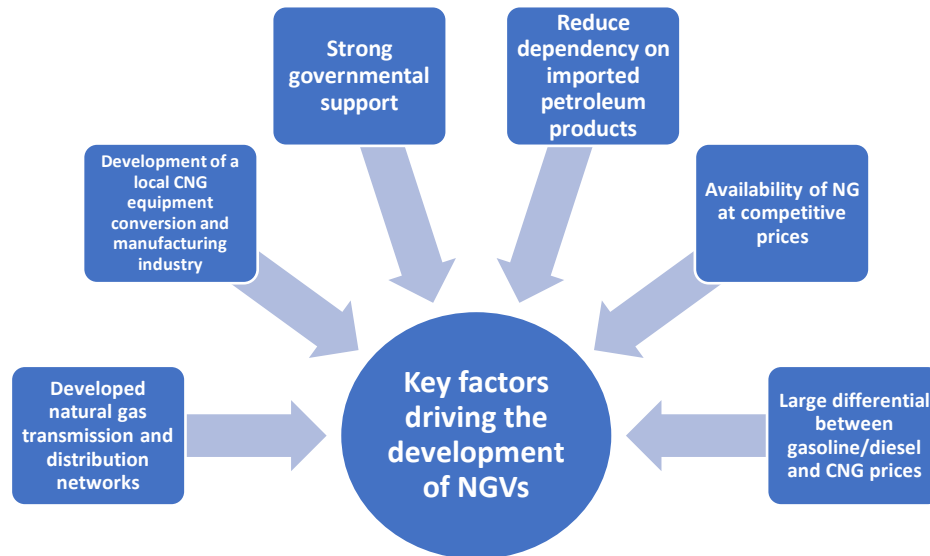 Strong
governmental
support
Reduce
dependency on
imported
petroleum
products
Development of a
local CNG
equipment
conversion and
manufacturing
industry
Availability of NG
at competitive
prices
Developed
natural gas
transmission and
distribution
networks
Key factors
driving the
development
of NGVs
Large differential
between
gasoline/diesel
and CNG prices